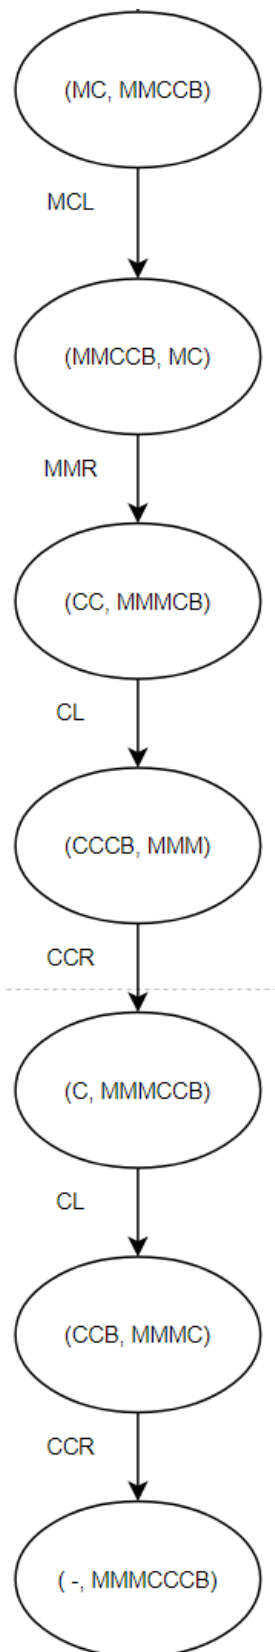 (MC, MMCCB)
MCL
(MMCCB, MC)
MMR
(CC, MMMCB)
CL
(CCCB, MMM)
CCR
(C, MMMCCB)
CL
(CCB, MMMC)
CCR
( -, MMMCCCB)